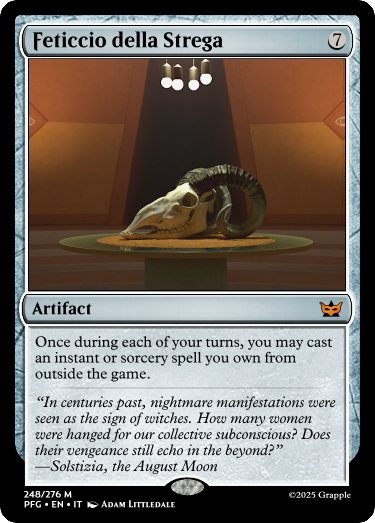 Feticcio della Strega 7
Artifact
Once during each of your turns, you may cast
an instant or sorcery spell you own from
outside the game.
“In centuries past, nightmare manifestations were
seen as the sign of witches. How many women
were hanged for our collective subconscious? Does
their vengeance still echo in the beyond?”
—Solstizia, the August Moon
248/276 M
PFG • EN • IT Adam Littledale
©2025 Grapple